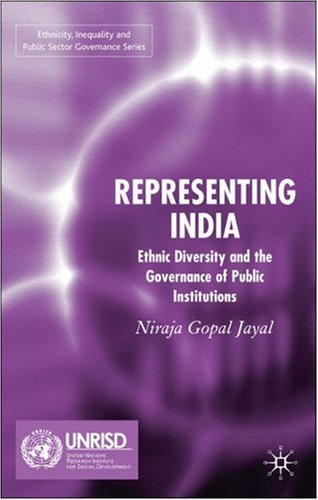 Ethnicity, Inequality and
Public Sector Governance Series
REPRESENTING
INDIA
Ethnic Diversity and the
Governance of Public
Institutions
Niraja Gopal Jayal
UNRISD
UNRISD
UNITED NATIONS
RESEARCH INSTITUTE
FOR SOCIAL DEVELOPMENT